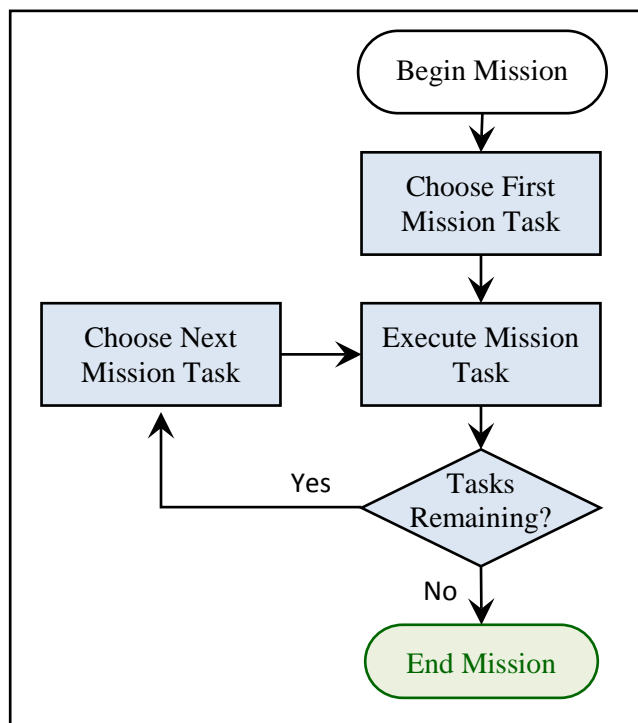 Begin Mission
Choose First
Mission Task
Choose Next
Mission Task
Execute Mission
Task
Yes
Tasks
Remaining?
No
End Mission